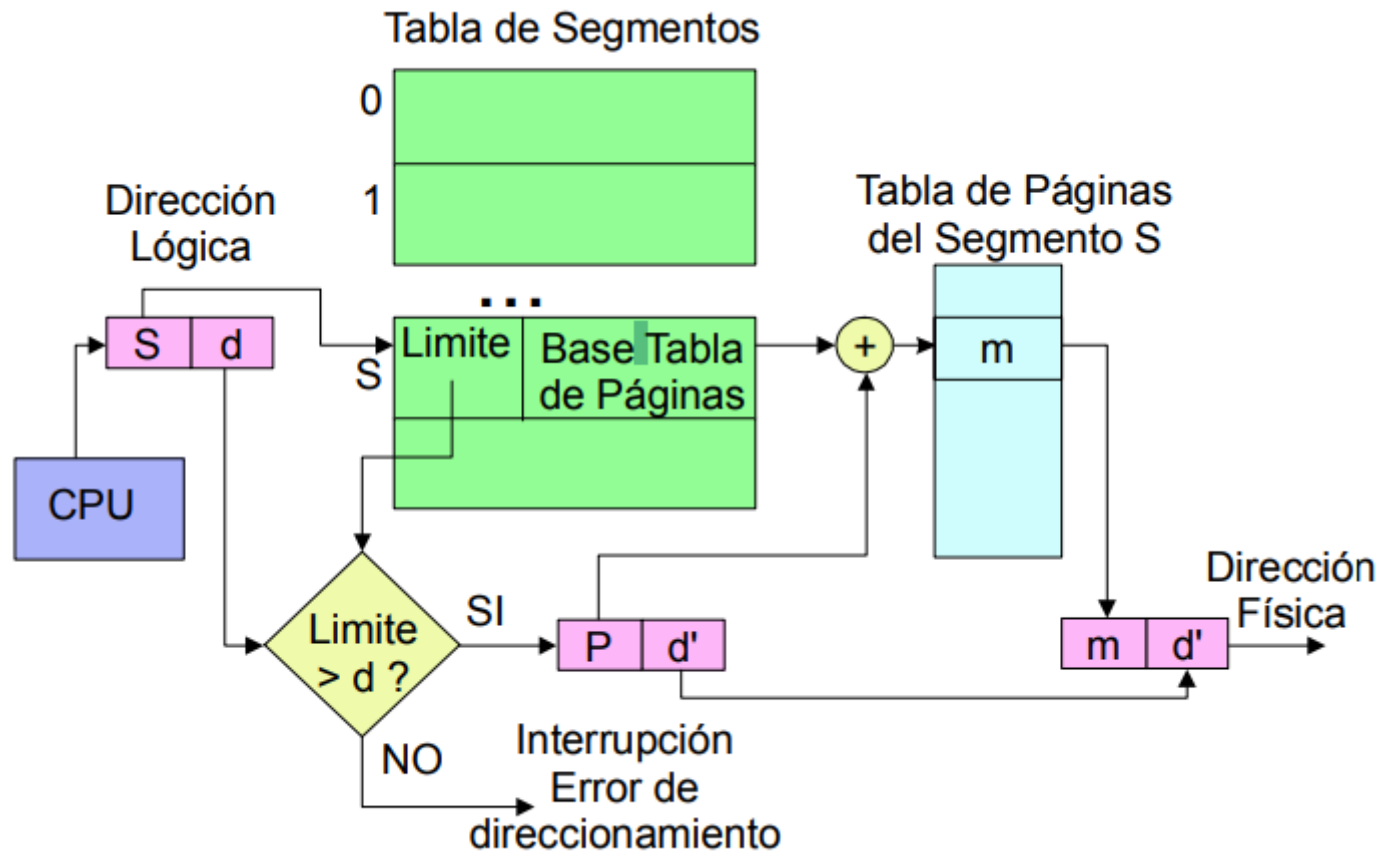 Tabla de Segmentos
0
1
Dirección
Lógica
Tabla de Páginas
del Segmento S
...
S d
S
Limite
Base Tabla
de Páginas
+
m
CPU
Limite
> d ?
SI
P d'
m d'
Dirección
Física
NO
Interrupción
Error de
direccionamiento